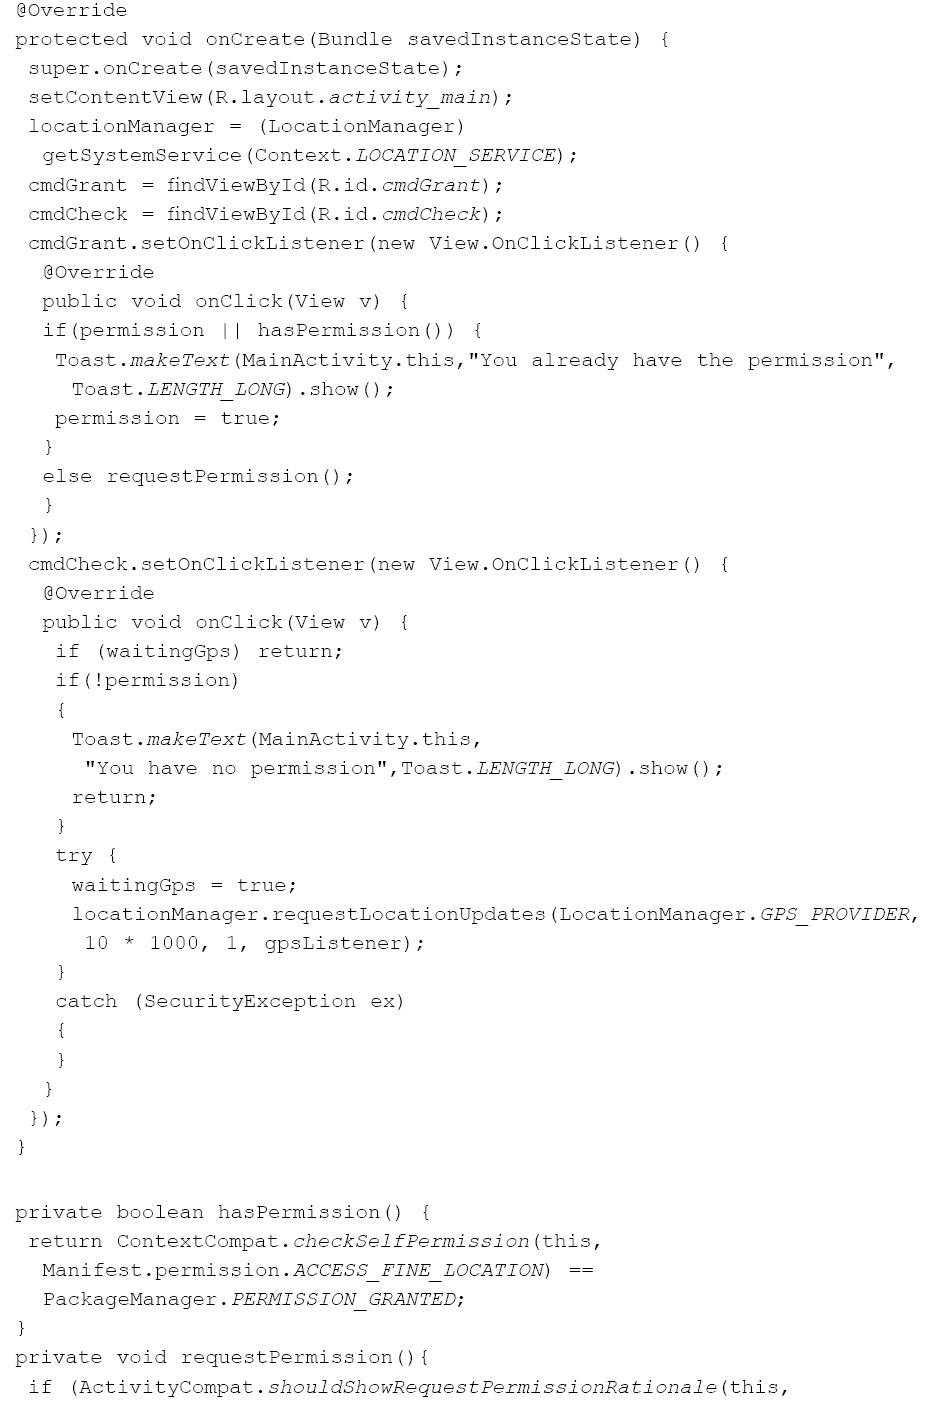 @Override
protected void onCreate(Bundle savedInstanceState) {
super.onCreate(savedInstanceState);
setContentView(R.layout.activity_main);
locationManager = (LocationManager)
getSystemService(Context.LOCATION_SERVICE);
cmdGrant = findViewById(R.id.cmdGrant);
cmdCheck = findViewById(R.id.cmdCheck);
cmdGrant.setOnClickListener(new View.OnClickListener() {
@Override
public void onClick(View v) {
if(permission || hasPermission()) {
Toast.makeText(MainActivity.this,"You already have the permission",
Toast.LENGTH_LONG).show();
permission = true;
}
else requestPermission();
}
});
cmdCheck.setOnClickListener(new View.OnClickListener() {
@Override
public void onClick(View v) {
if (waitingGps) return;
if(!permission)
{
Toast.makeText(MainActivity.this,
"You have no permission",Toast.LENGTH_LONG).show();
return;
}
try {
waitingGps = true;
locationManager.requestLocationUpdates(LocationManager.GPS_PROVIDER,
10 * 1000, 1, gpsListener);
}
catch (SecurityException ex)
{
}
}
});
}
private boolean hasPermission() {
return ContextCompat.checkSelfPermission(this,
Manifest.permission.ACCESS_FINE_LOCATION) ==
PackageManager.PERMISSION_GRANTED;
}
private void requestPermission(){
if (ActivityCompat.shouldShowRequestPermissionRationale(this,